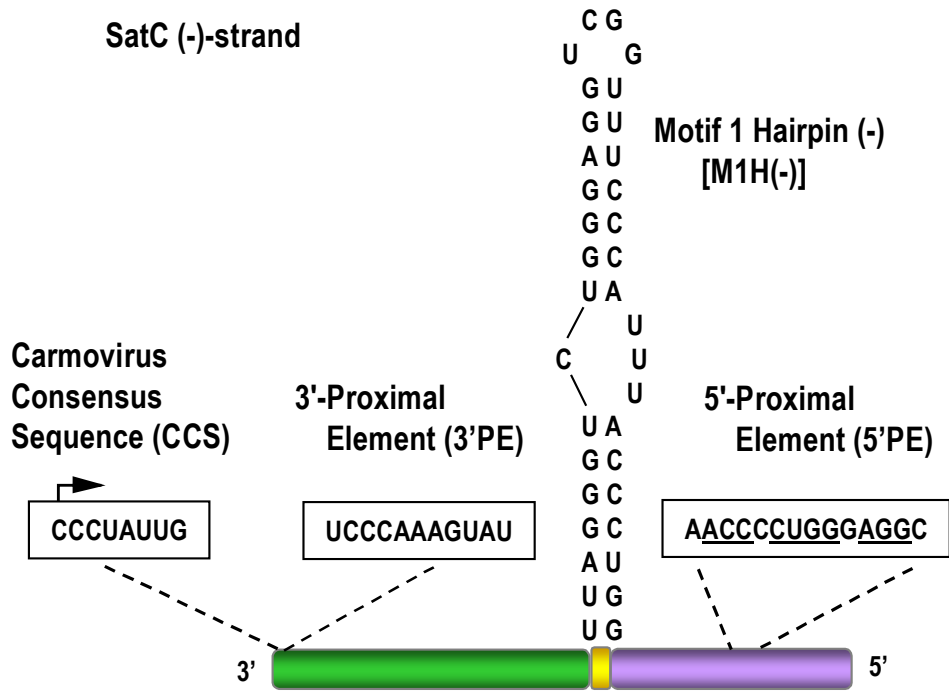 SatC (-)-strand
C G
U G
G U
G U
A U
G C
G C
G C
U A
U
C U
U
U A
G C
G C
G C
A U
U G
U G
Motif 1 Hairpin (-)
[M1H(-)]
Carmovirus
Consensus
Sequence (CCS)
CCCUAUUG
3'-Proximal
Element (3'PE)
UCCCAAAGUAU
5'-Proximal
Element (5'PE)
AACCCCUGGGAGGC
3'
5'